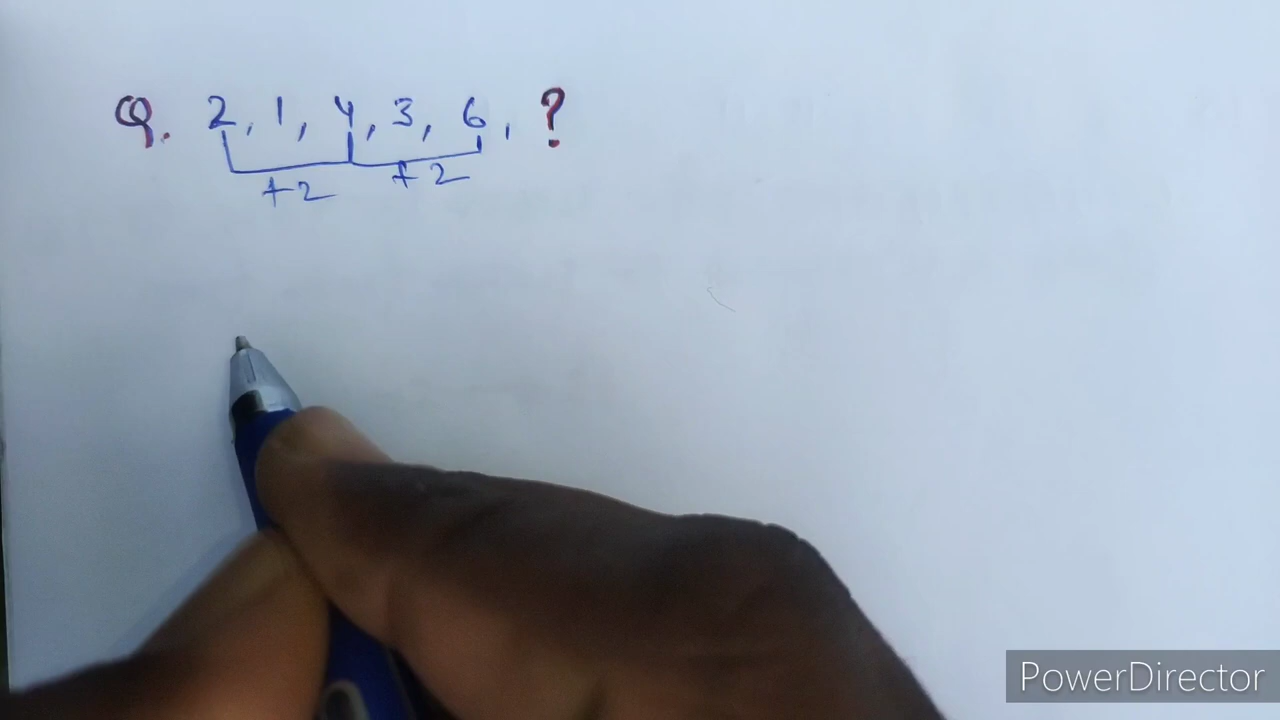 Q. 2, 1, 4, 3, 6, ?
+2 +2
PowerDirector